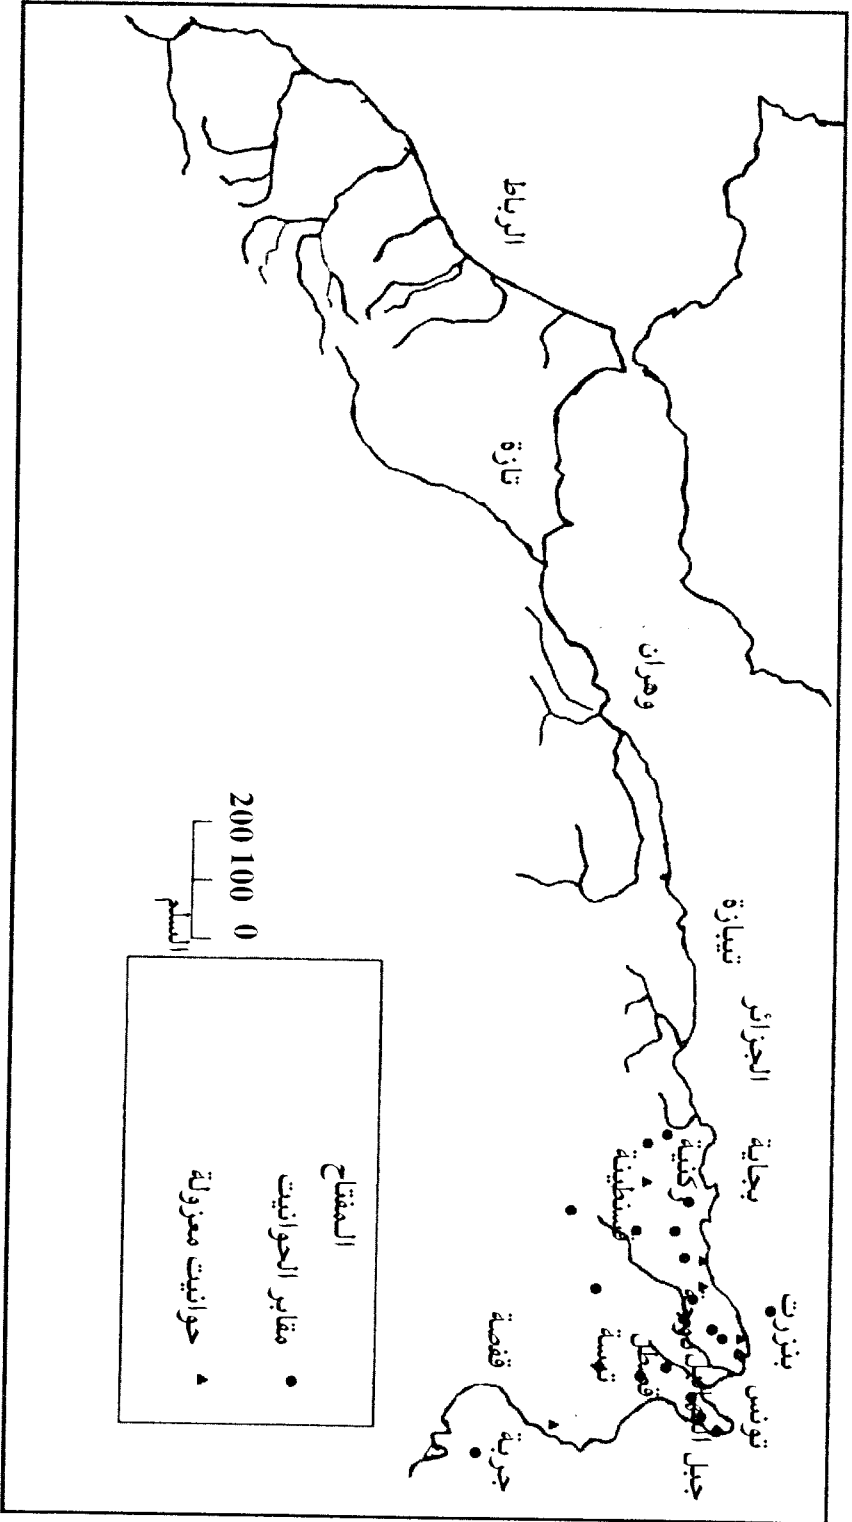 الرباط
تازة
وهران
تيبازة
الجزائر
بجاية
ركنية
قسنطينة
بنزرت
تونس
تبسة
قفصة
جربة
200 100 0
السلم
المفتاح
مقابر الحوانيت
حوانيت معزولة